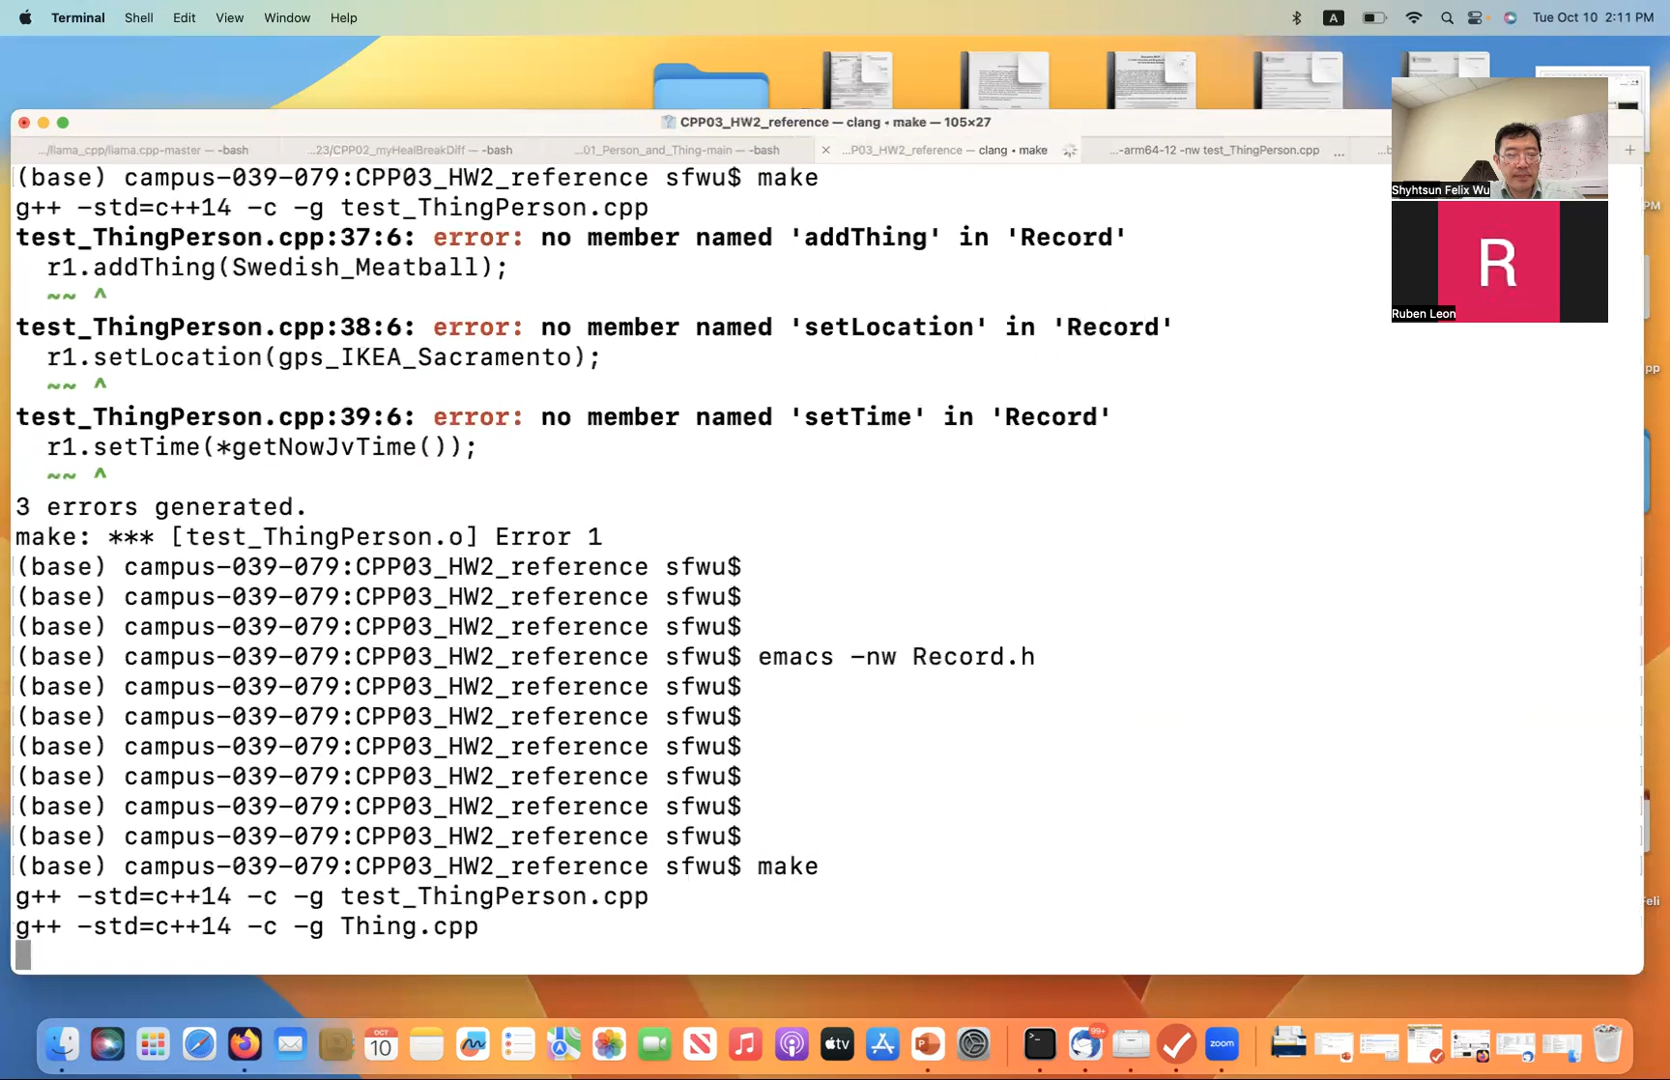 Terminal Shell Edit View Window Help A Tue Oct 10 2:11 PM
CPP03_HW2_reference — clang • make — 105×27
.../llama_cpp/llama.cpp-master — -bash ...23/CPP02_myHealBreakDiff — -bash ...01_Person_and_Thing-main — -bash × ...P03_HW2_reference — clang • make ...-arm64-12 -nw test_ThingPerson.cpp ... +
(base) campus-039-079:CPP03_HW2_reference sfwu$ make
g++ -std=c++14 -c -g test_ThingPerson.cpp
test_ThingPerson.cpp:37:6: error: no member named 'addThing' in 'Record'
r1.addThing(Swedish_Meatball);
~~ ^
test_ThingPerson.cpp:38:6: error: no member named 'setLocation' in 'Record'
r1.setLocation(gps_IKEA_Sacramento);
~~ ^
test_ThingPerson.cpp:39:6: error: no member named 'setTime' in 'Record'
r1.setTime(*getNowJvTime());
~~ ^
3 errors generated.
make: *** [test_ThingPerson.o] Error 1
(base) campus-039-079:CPP03_HW2_reference sfwu$
(base) campus-039-079:CPP03_HW2_reference sfwu$
(base) campus-039-079:CPP03_HW2_reference sfwu$
(base) campus-039-079:CPP03_HW2_reference sfwu$ emacs -nw Record.h
(base) campus-039-079:CPP03_HW2_reference sfwu$
(base) campus-039-079:CPP03_HW2_reference sfwu$
(base) campus-039-079:CPP03_HW2_reference sfwu$
(base) campus-039-079:CPP03_HW2_reference sfwu$
(base) campus-039-079:CPP03_HW2_reference sfwu$
(base) campus-039-079:CPP03_HW2_reference sfwu$
(base) campus-039-079:CPP03_HW2_reference sfwu$ make
g++ -std=c++14 -c -g test_ThingPerson.cpp
g++ -std=c++14 -c -g Thing.cpp
Shyhtsun Felix Wu
R
Ruben Leon
PM
pp
Feli
OCT
10
tv
99+
zoom